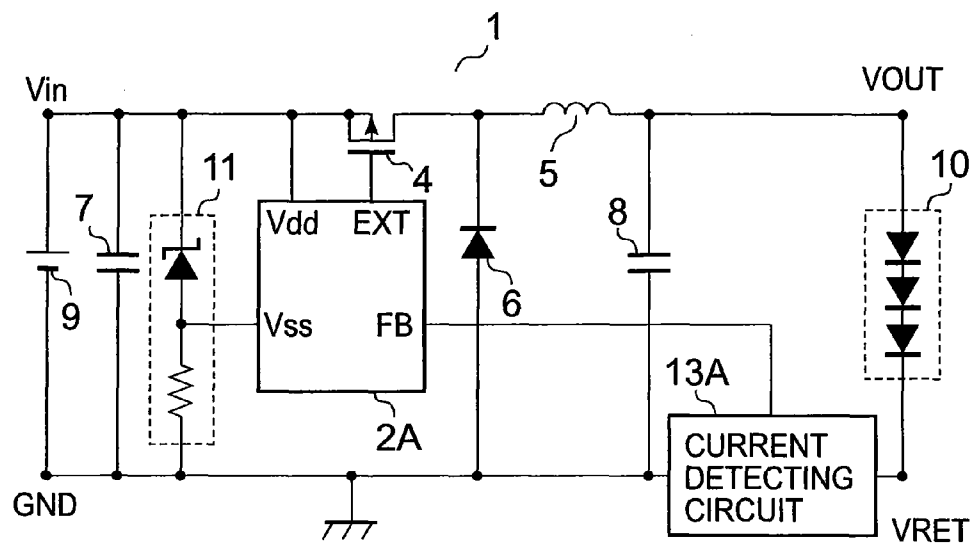 1
Vin
VOUT
11
4
5
10
7
Vdd EXT
8
9
6
Vss FB
13A
2A
CURRENT
DETECTING
CIRCUIT
GND
VRET